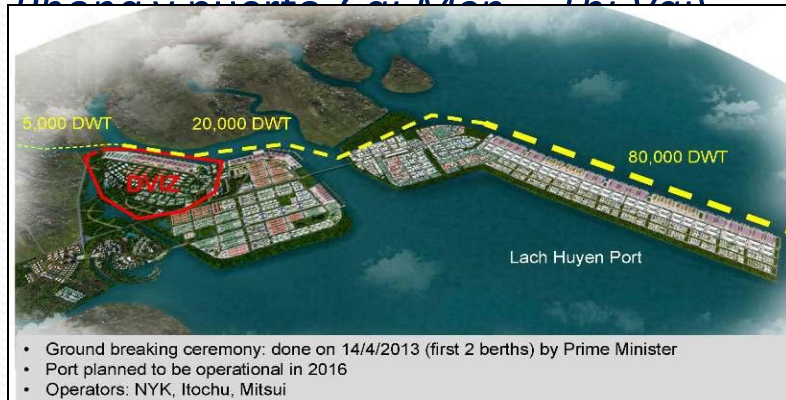 5,000 DWT
20,000 DWT
80,000 DWT
DVIZ
Lach Huyen Port
• Ground breaking ceremony: done on 14/4/2013 (first 2 berths) by Prime Minister
• Port planned to be operational in 2016
• Operators: NYK, Itochu, Mitsui